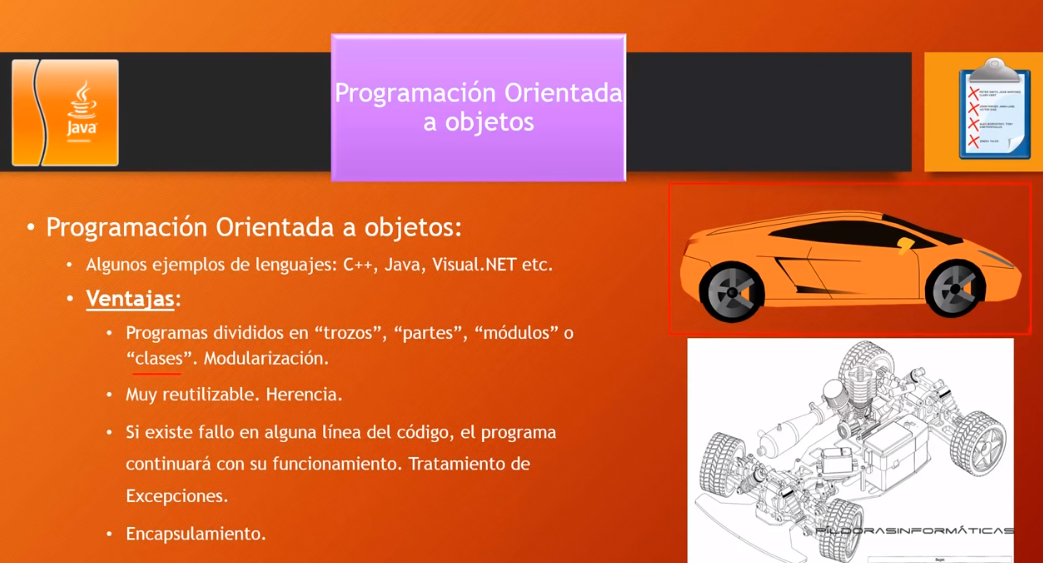 Programación Orientada
a objetos
Java
Programación Orientada a objetos:
Algunos ejemplos de lenguajes: C++, Java, Visual.NET etc.
Ventajas:
Programas divididos en “trozos”, “partes”, “módulos” o
“clases”. Modularización.
Muy reutilizable. Herencia.
Si existe fallo en alguna línea del código, el programa
continuará con su funcionamiento. Tratamiento de
Excepciones.
Encapsulamiento.
PÍLDORASINFORMÁTICAS